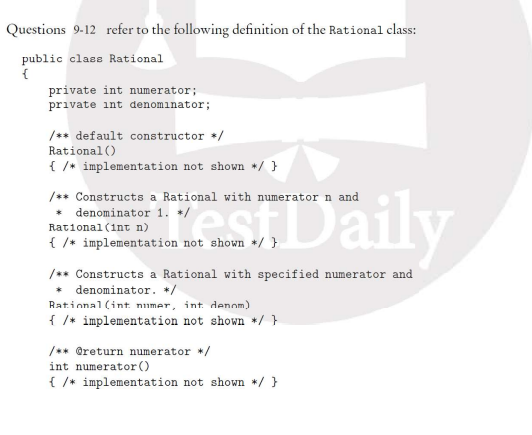 Questions 9-12 refer to the following definition of the Rational class:
public class Rational
{
private int numerator;
private int denominator;
/** default constructor */
Rational()
{ /* implementation not shown */ }
/** Constructs a Rational with numerator n and
* denominator 1. */
Rational(int n)
{ /* implementation not shown */ }
/** Constructs a Rational with specified numerator and
* denominator. */
Rational(int numer, int denom)
{ /* implementation not shown */ }
/** @return numerator */
int numerator()
{ /* implementation not shown */ }
TestDaily